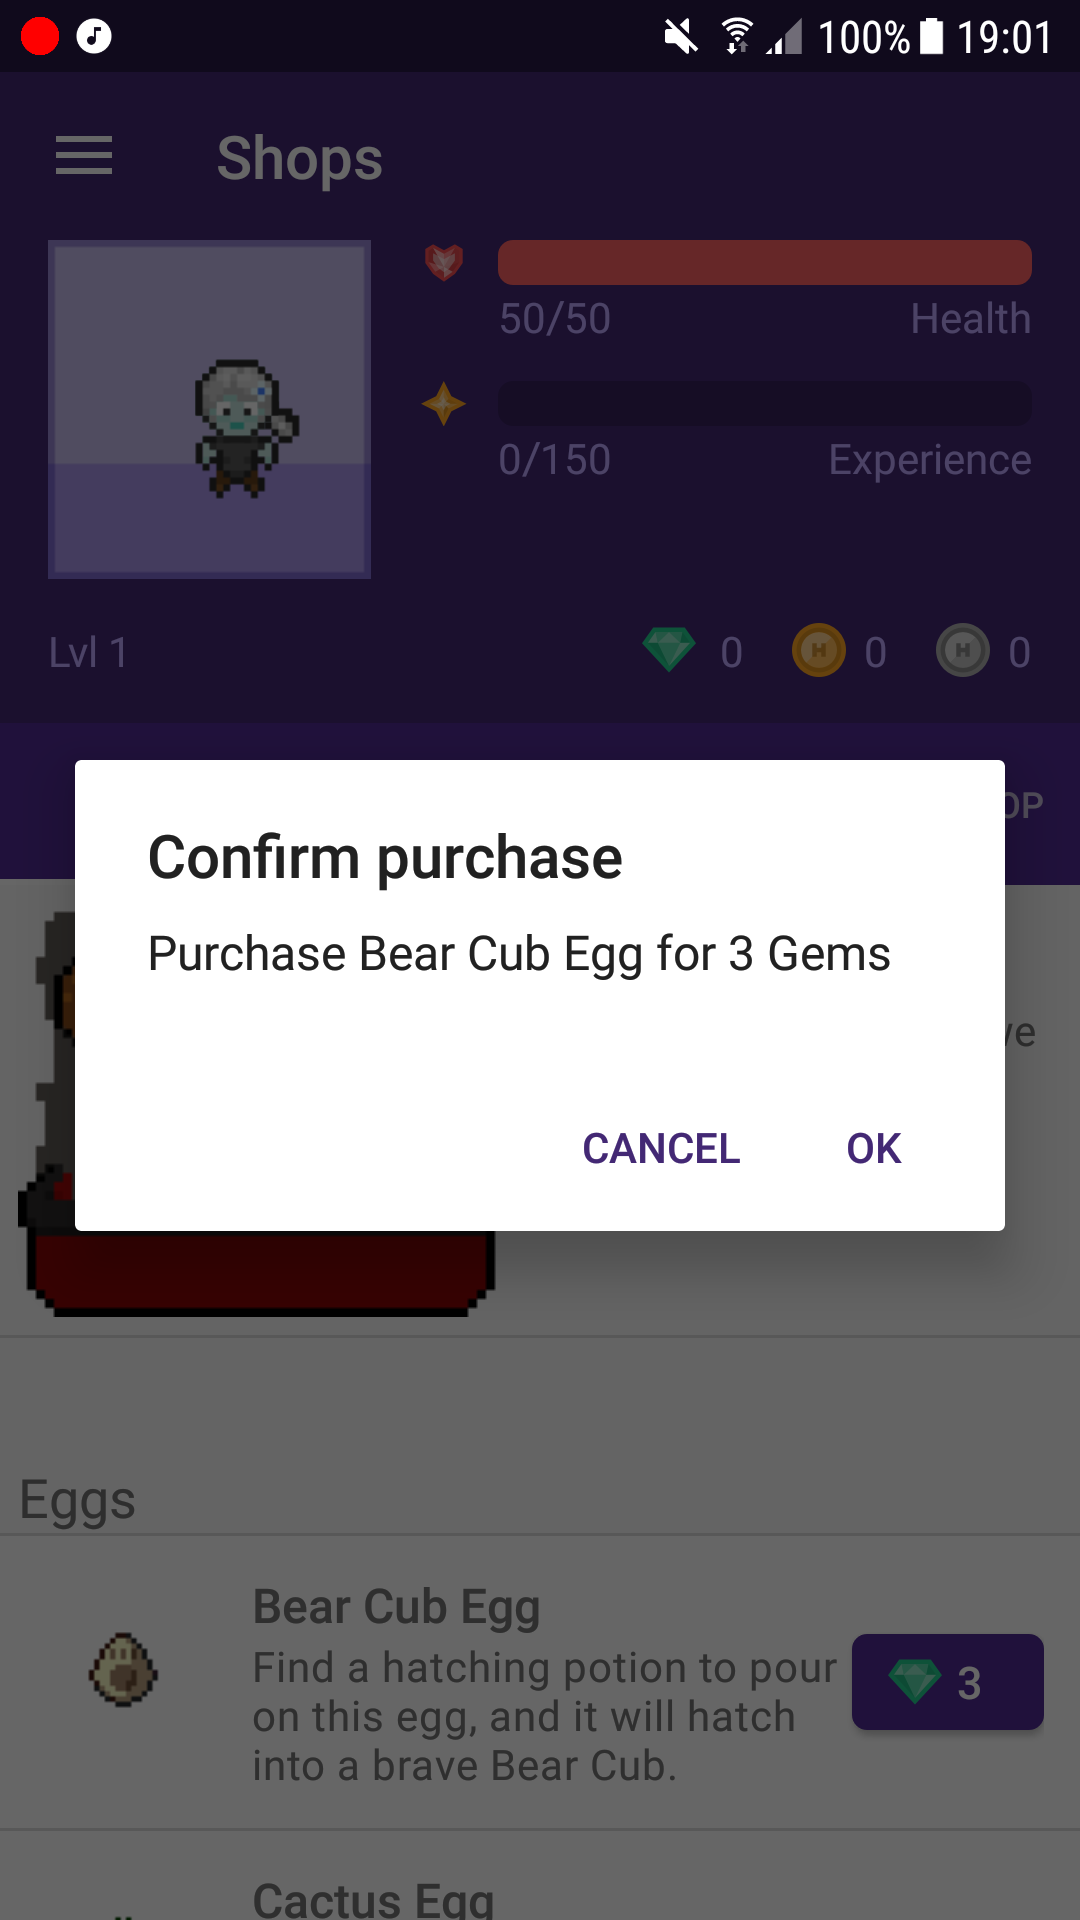 100% 19:01
Shops
50/50 Health
0/150 Experience
Lvl 1 0 0 0
OP
Confirm purchase
Purchase Bear Cub Egg for 3 Gems
CANCEL OK
Eggs
Bear Cub Egg
Find a hatching potion to pour
on this egg, and it will hatch
into a brave Bear Cub.
3
Cactus Egg